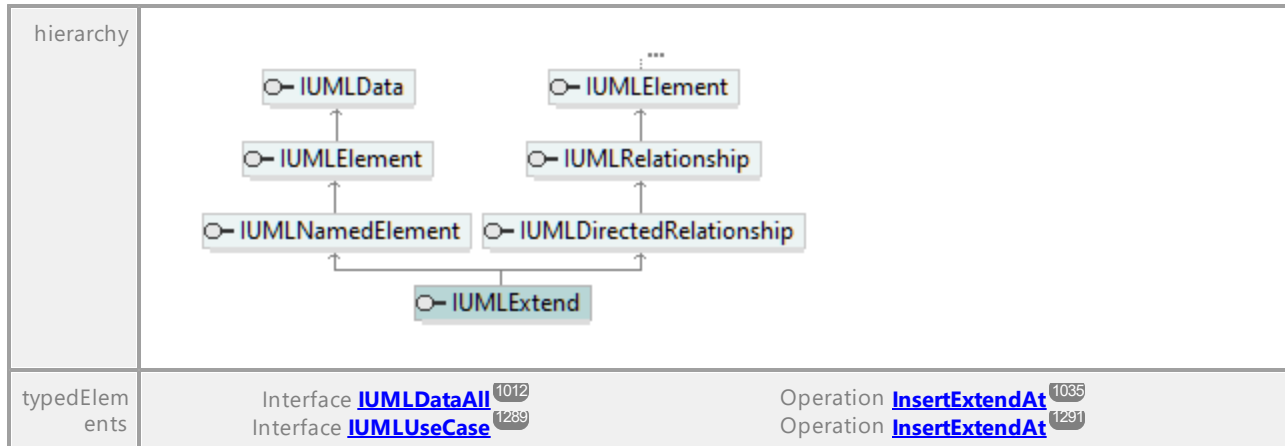 hierarchy
...
IUMLData IUMLElement
IUMLElement IUMLRelationship
IUMLNamedElement IUMLDirectedRelationship
IUMLExtend
typedElem
ents
Interface IUMLDataAll 1012 Operation InsertExtendAt 1035
Interface IUMLUseCase 1289 Operation InsertExtendAt 1291